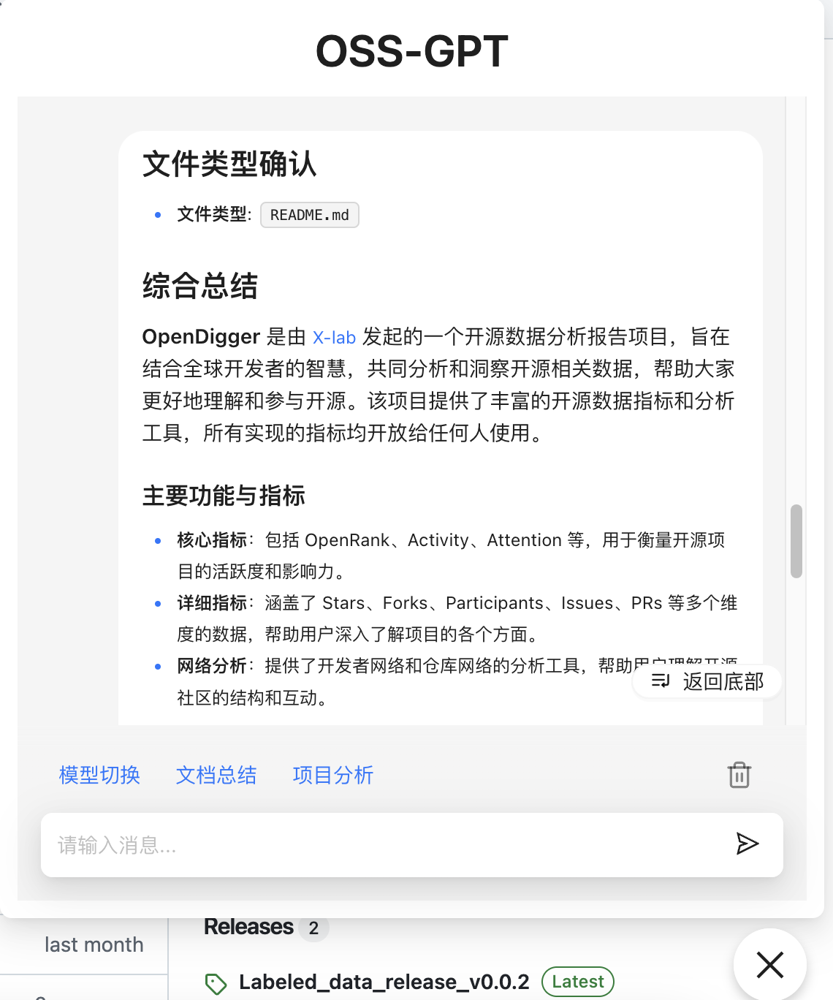 OSS-GPT
文件类型确认
文件类型: README.md
综合总结
OpenDigger 是由 X-lab 发起的一个开源数据分析报告项目，旨在
结合全球开发者的智慧，共同分析和洞察开源相关数据，帮助大家
更好地理解和参与开源。该项目提供了丰富的开源数据指标和分析
工具，所有实现的指标均开放给任何人使用。
主要功能与指标
核心指标：包括 OpenRank、Activity、Attention 等，用于衡量开源项
目的活跃度和影响力。
详细指标：涵盖了 Stars、Forks、Participants、Issues、PRs 等多个维
度的数据，帮助用户深入了解项目的各个方面。
网络分析：提供了开发者网络和仓库网络的分析工具，帮助用户理解开源
社区的结构和互动。
返回底部
模型切换 文档总结 项目分析
请输入消息...
Releases 2
last month
Labeled_data_release_v0.0.2 Latest